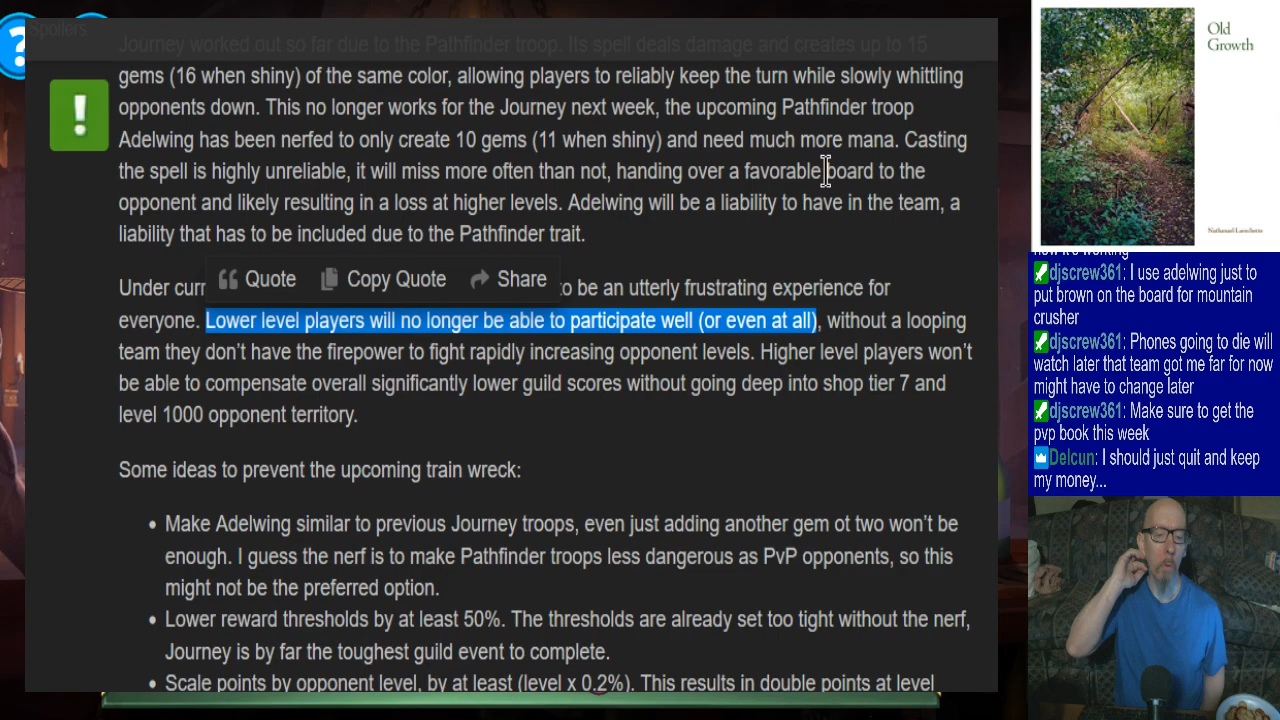 Spoilers
Journey worked out so far due to the Pathfinder troop. Its spell deals damage and creates up to 15
gems (16 when shiny) of the same color, allowing players to reliably keep the turn while slowly whittling
opponents down. This no longer works for the Journey next week, the upcoming Pathfinder troop
Adelwing has been nerfed to only create 10 gems (11 when shiny) and need much more mana. Casting
the spell is highly unreliable, it will miss more often than not, handing over a favorable board to the
opponent and likely resulting in a loss at higher levels. Adelwing will be a liability to have in the team, a
liability that has to be included due to the Pathfinder trait.
Quote
Copy Quote
Share
Under curr
to be an utterly frustrating experience for
everyone. Lower level players will no longer be able to participate well (or even at all), without a looping
team they don't have the firepower to fight rapidly increasing opponent levels. Higher level players won't
be able to compensate overall significantly lower guild scores without going deep into shop tier 7 and
level 1000 opponent territory.
Some ideas to prevent the upcoming train wreck:
• Make Adelwing similar to previous Journey troops, even just adding another gem ot two won't be
enough. I guess the nerf is to make Pathfinder troops less dangerous as PvP opponents, so this
might not be the preferred option.
• Lower reward thresholds by at least 50%. The thresholds are already set too tight without the nerf,
Journey is by far the toughest guild event to complete.
• Scale points by opponent level, by at least (level x 0.2%). This results in double points at level
Old
Growth
Nathanael Larochette
now it's working
djscrew361: I use adelwing just to
put brown on the board for mountain
crusher
djscrew361: Phones going to die will
watch later that team got me far for now
might have to change later
djscrew361: Make sure to get the
pvp book this week
Delcun: I should just quit and keep
my money...